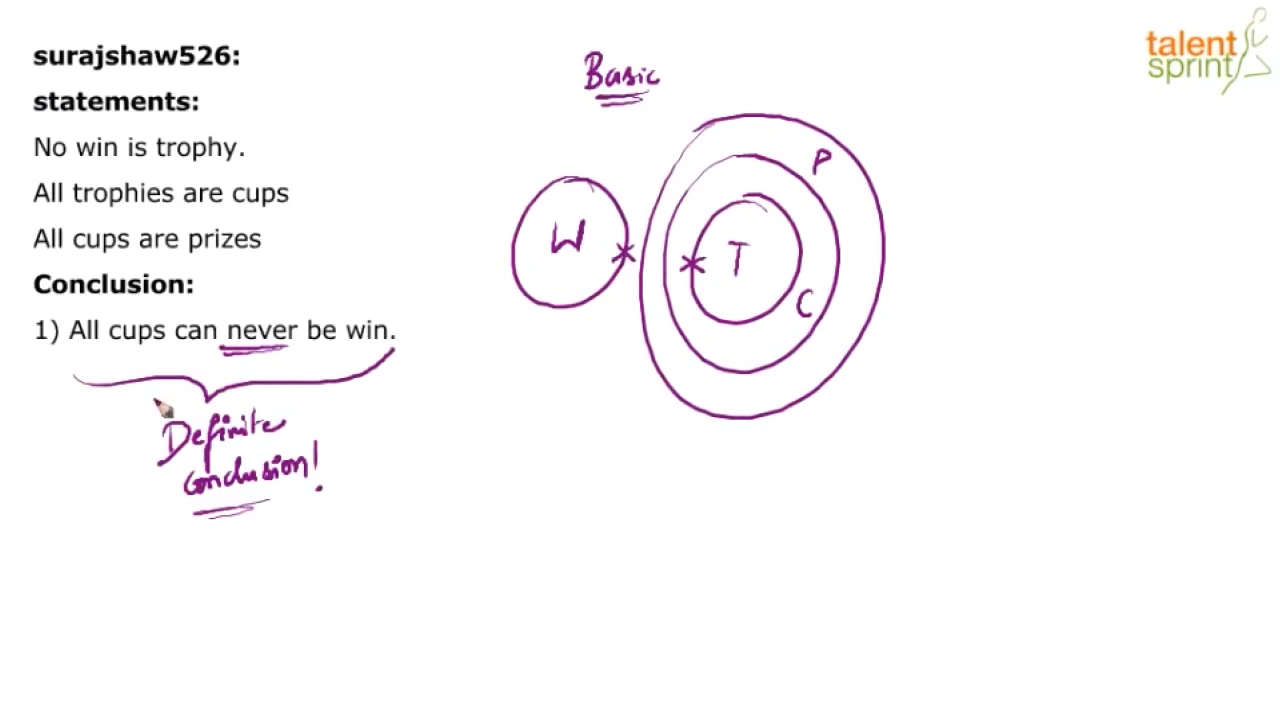 surajshaw526:
statements:
No win is trophy.
All trophies are cups
All cups are prizes
Conclusion:
1) All cups can never be win.
Definite
conclusion!
Basic
W
P
T
C
talent
sprint